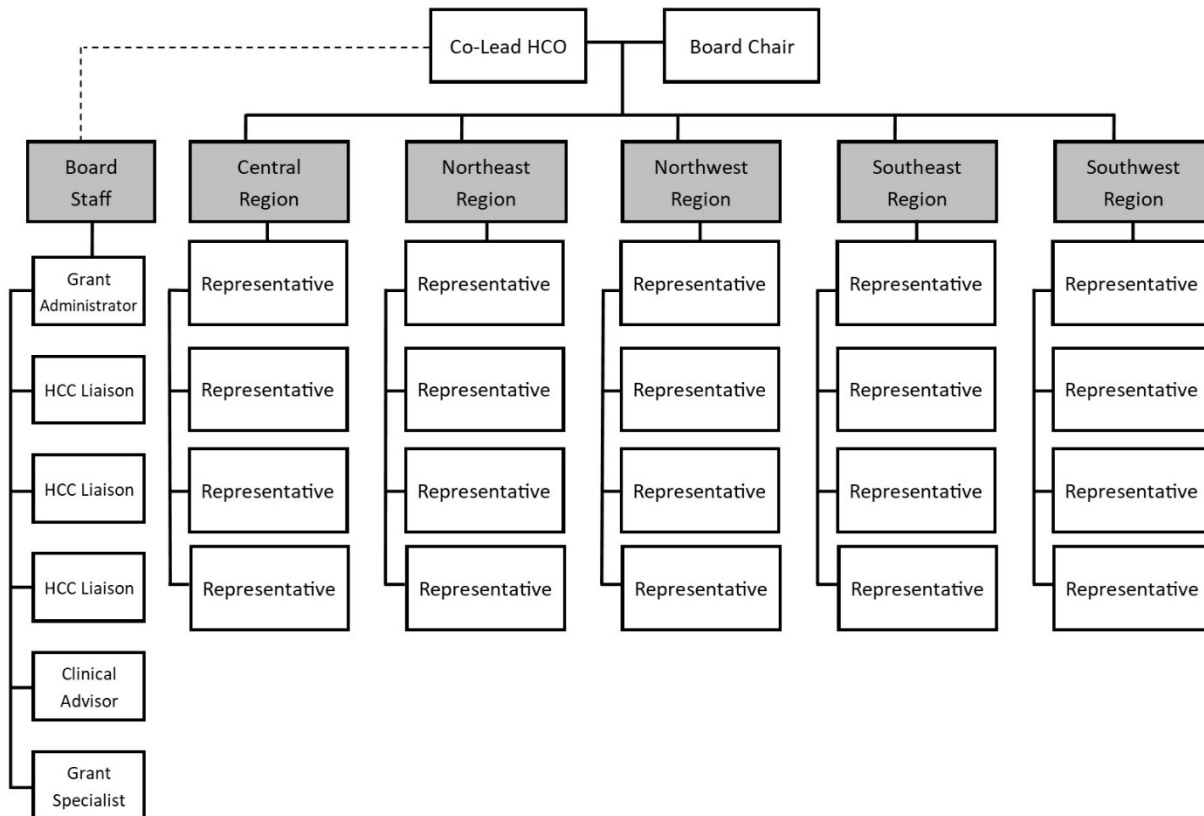 Co-Lead HCO
Board Chair
Board
Staff
Central
Region
Northeast
Region
Northwest
Region
Southeast
Region
Southwest
Region
Grant
Administrator
Representative
Representative
Representative
Representative
Representative
HCC Liaison
Representative
Representative
Representative
Representative
Representative
HCC Liaison
Representative
Representative
Representative
Representative
Representative
HCC Liaison
Representative
Representative
Representative
Representative
Representative
Clinical
Advisor
Grant
Specialist